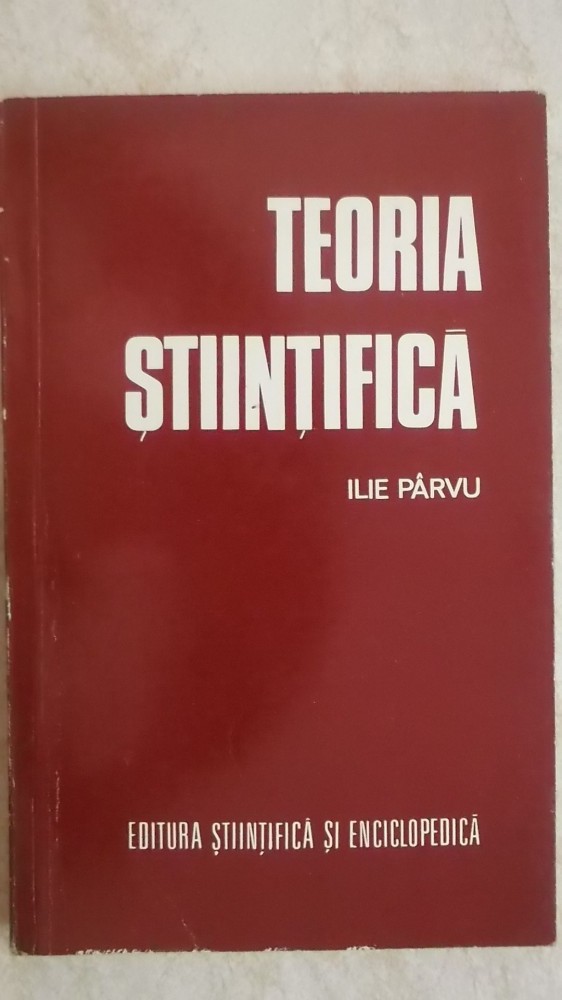 TEORIA
ȘTIINȚIFICĂ
ILIE PÂRVU
EDITURA ȘTIINȚIFICĂ ȘI ENCICLOPEDICĂ